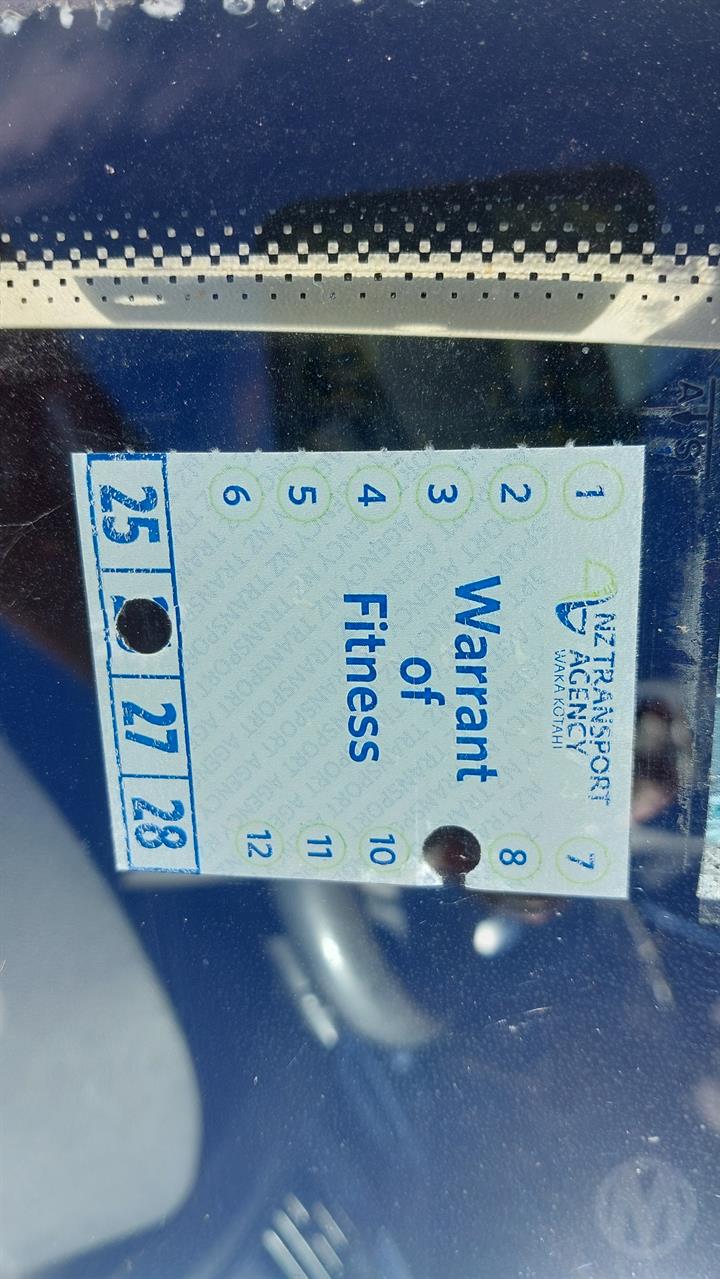 NZ TRANSPORT
AGENCY
WAKA KOTAHI
1
2
3
4
5
6
Warrant
of
Fitness
7
8
10
11
12
25
27
28
M